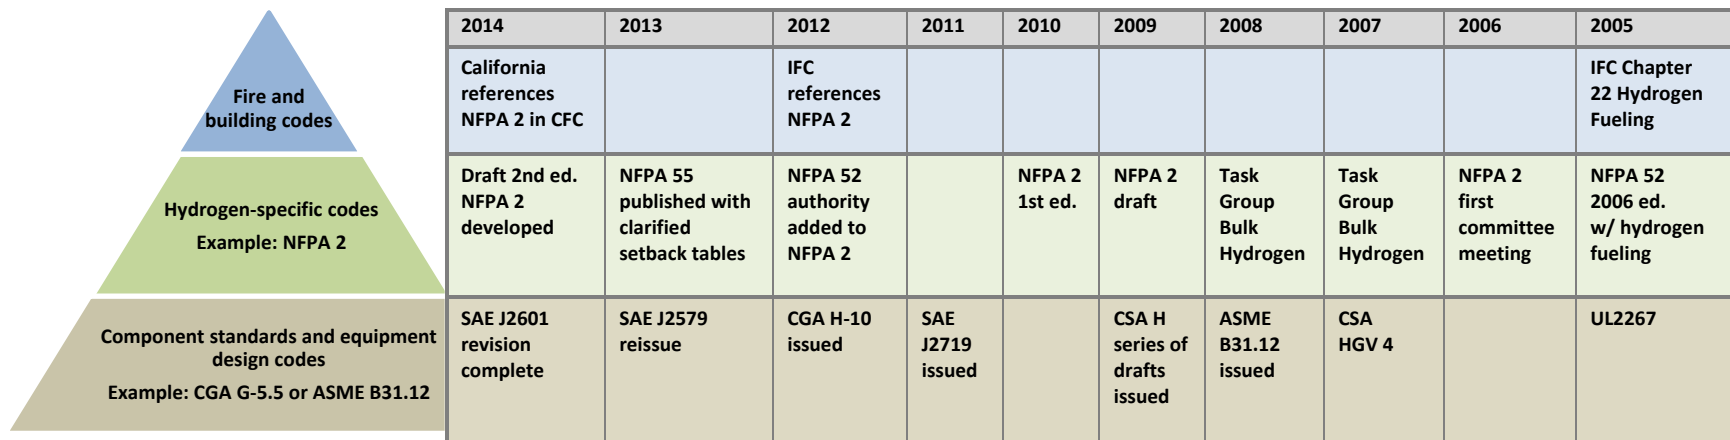 Fire and
building codes
Hydrogen-specific codes
Example: NFPA 2
Component standards and equipment
design codes
Example: CGA G-5.5 or ASME B31.12
2014
2013
2012
2011
2010
2009
2008
2007
2006
2005
California
references
NFPA 2 in CFC
IFC
references
NFPA 2
IFC Chapter
22 Hydrogen
Fueling
Draft 2nd ed.
NFPA 2
developed
NFPA 55
published with
clarified
setback tables
NFPA 52
authority
added to
NFPA 2
NFPA 2
1st ed.
NFPA 2
draft
Task
Group
Bulk
Hydrogen
Task
Group
Bulk
Hydrogen
NFPA 2
first
committee
meeting
NFPA 52
2006 ed.
w/ hydrogen
fueling
SAE J2601
revision
complete
SAE J2579
reissue
CGA H-10
issued
SAE
J2719
issued
CSA H
series of
drafts
issued
ASME
B31.12
issued
CSA
HGV 4
UL2267